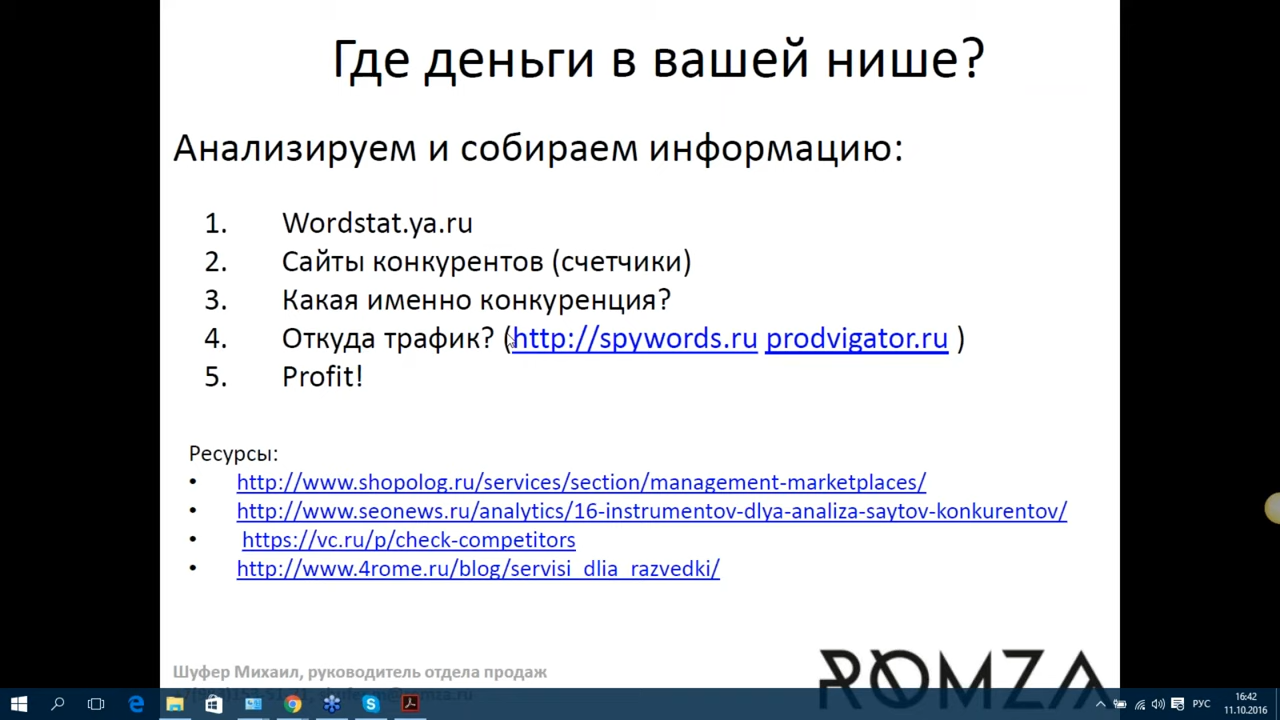 Где деньги в вашей нише?
Анализируем и собираем информацию:
1. Wordstat.ya.ru
2. Сайты конкурентов (счетчики)
3. Какая именно конкуренция?
4. Откуда трафик? (http://spywords.ru prodvigator.ru )
5. Profit!
Ресурсы:
• http://www.shopolog.ru/services/section/management-marketplaces/
• http://www.seonews.ru/analytics/16-instrumentov-dlya-analiza-saytov-konkurentov/
• https://vc.ru/p/check-competitors
• http://www.4rome.ru/blog/servisi_dlia_razvedki/
Шуфер Михаил, руководитель отдела продаж
ROMZA
РУС
16:42
11.10.2016